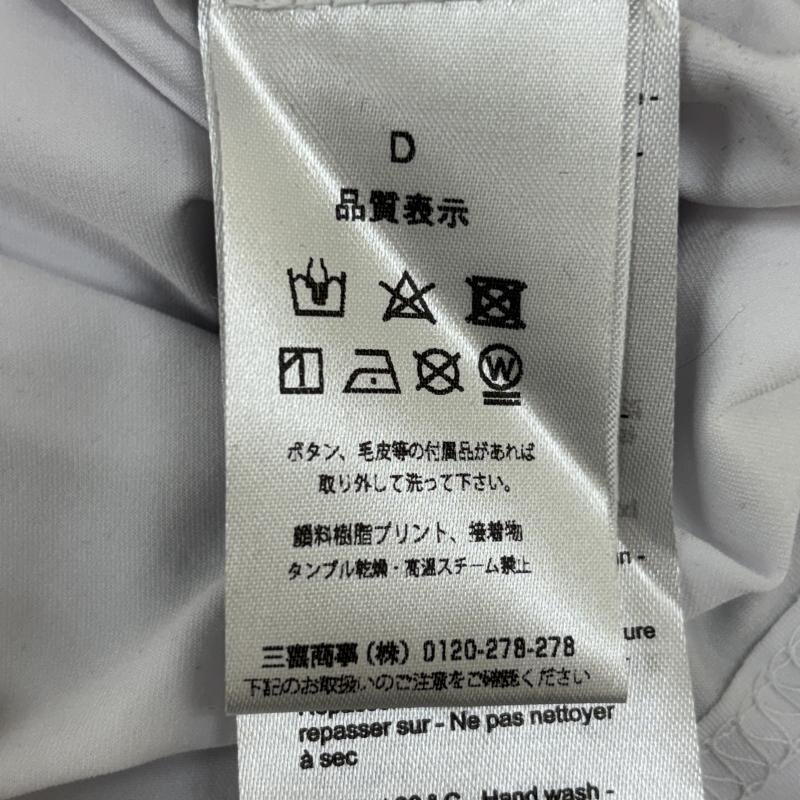 D
品質表示
W
ボタン、毛皮等の付属品があれば
取り外して洗って下さい。
顔料樹脂プリント、接着物
タンブル乾燥・高温スチーム禁止
三喜商事(株) 0120-278-278
下記のお取扱いのご注意をご確認ください
ure
repasser sur - Ne pas nettoyer
à sec
Hand wash -